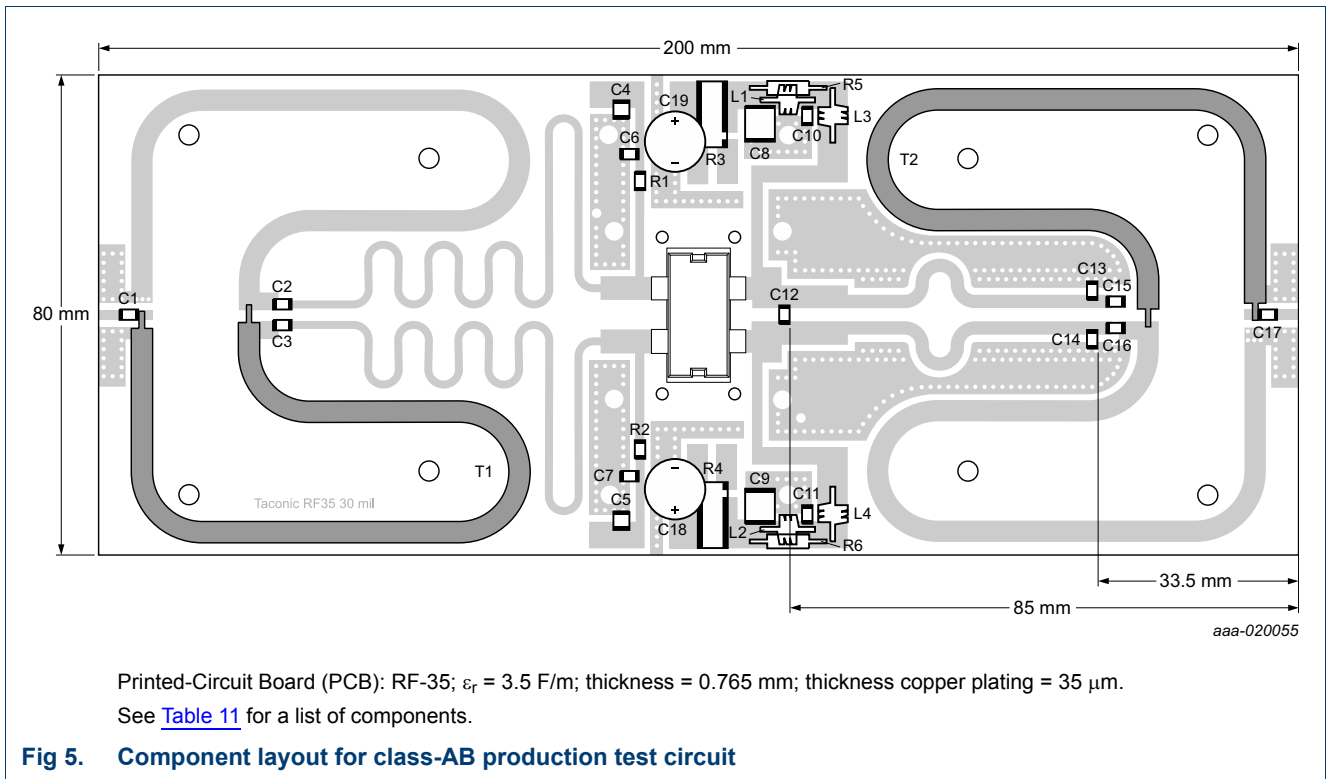 200 mm
80 mm
C4
C19
L1
R5
C6
C10
L3
R3
C8
R1
T2
C1
C2
C3
C12
C13
C15
C14
C16
C17
R2
C7
R4
C9
C11
T1
C5
C18
L2
L4
R6
Taconic RF35 30 mil
33.5 mm
85 mm
aaa-020055
Printed-Circuit Board (PCB): RF-35; εr = 3.5 F/m; thickness = 0.765 mm; thickness copper plating = 35 μm.
See Table 11 for a list of components.
Fig 5. Component layout for class-AB production test circuit